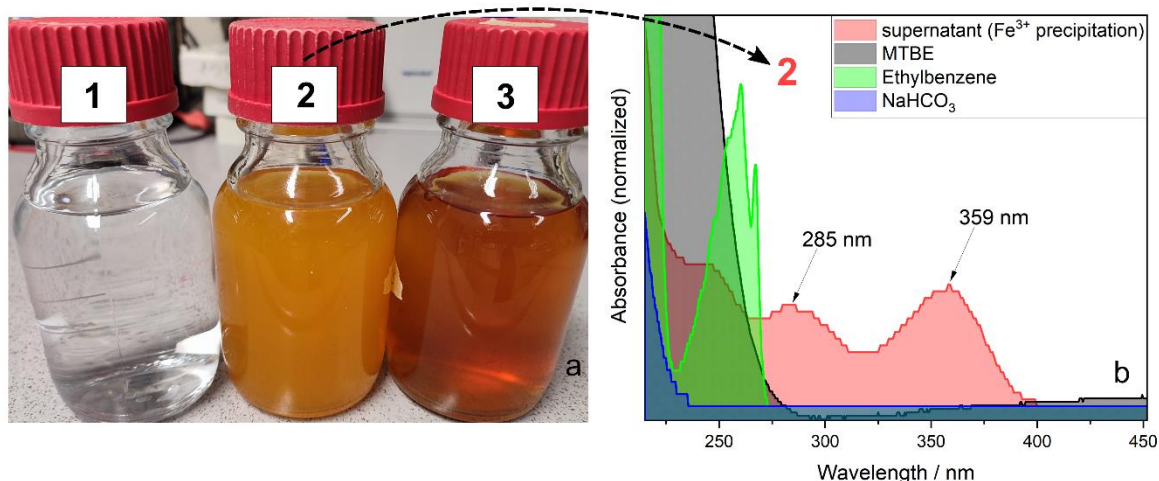 1
2
3
a
2
supernatant (Fe³⁺ precipitation)
MTBE
Ethylbenzene
NaHCO₃
285 nm
359 nm
b
Absorbance (normalized)
250
300
350
400
450
Wavelength / nm